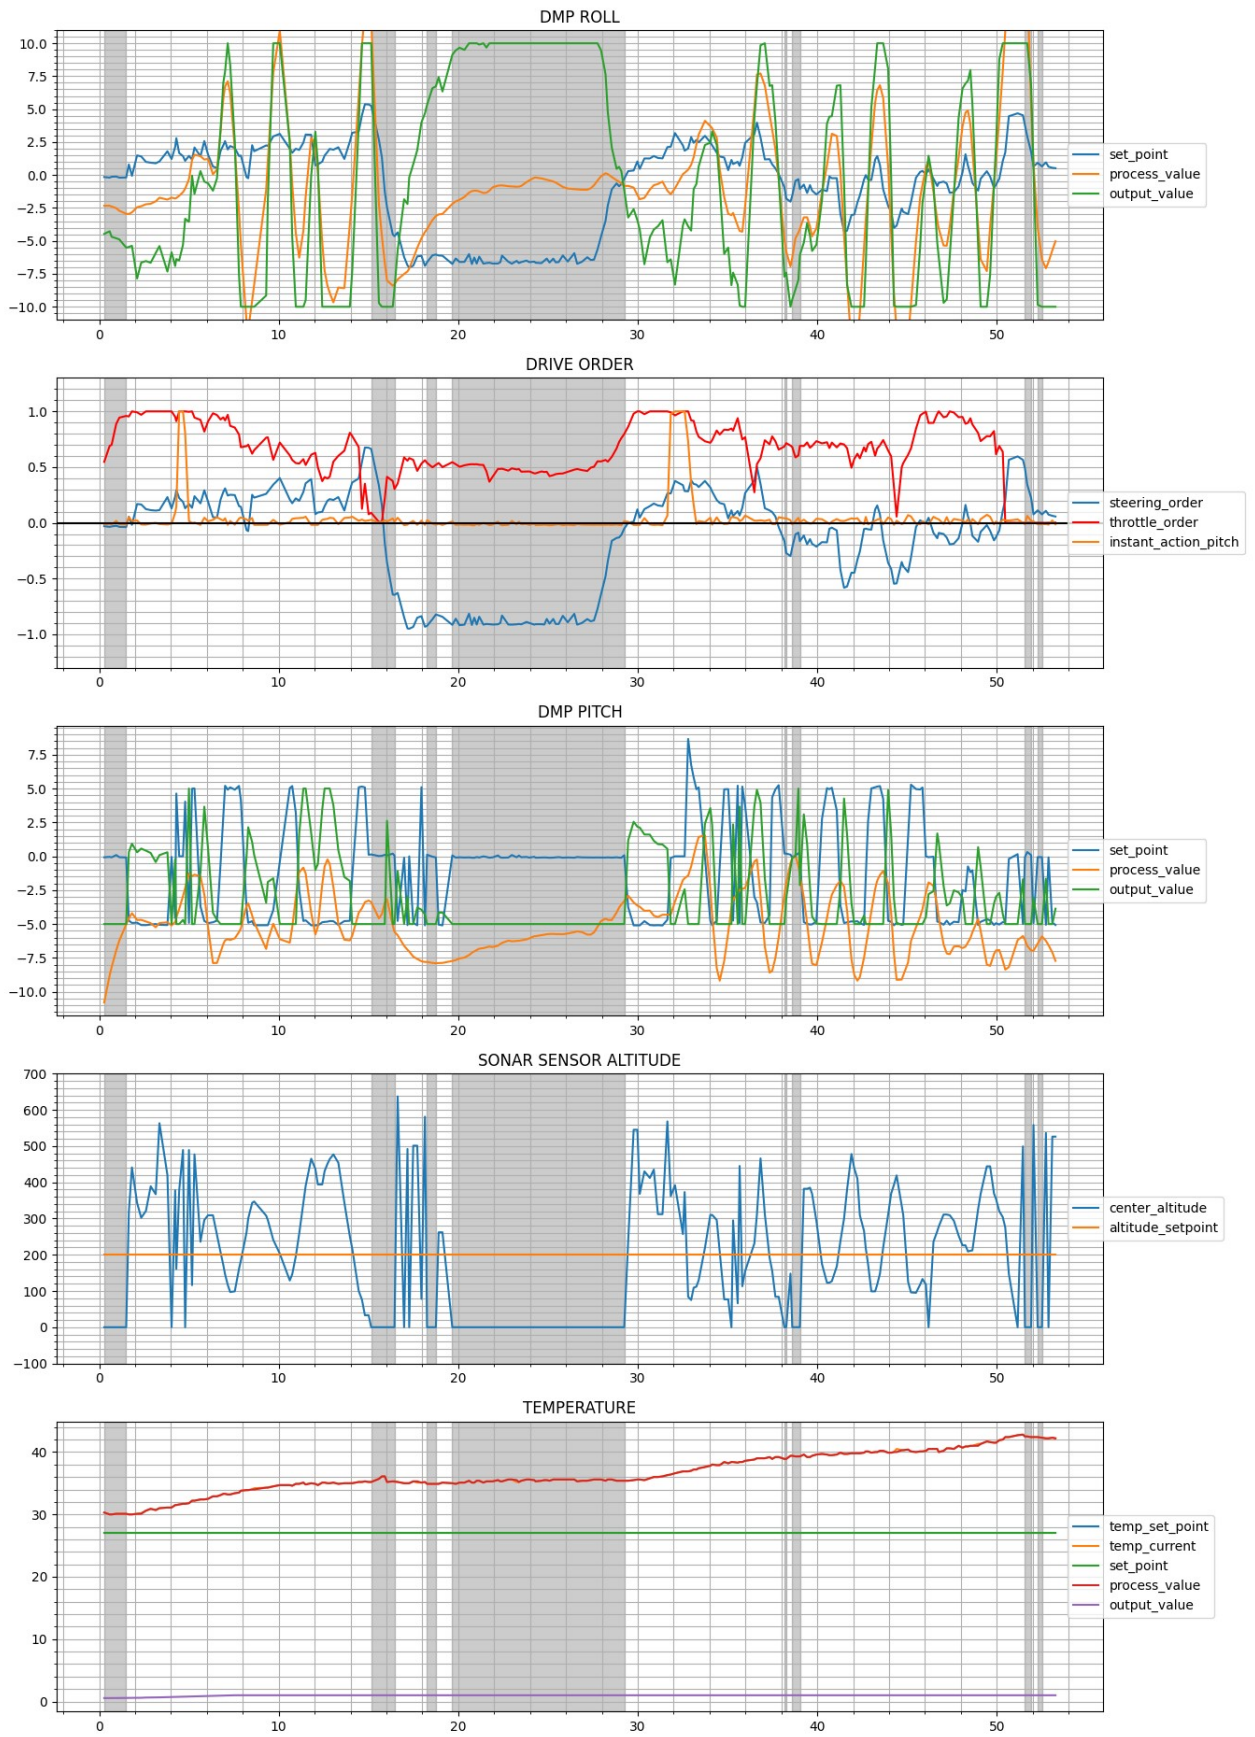 DMP ROLL
10.0
7.5
5.0
2.5
0.0
−2.5
−5.0
−7.5
−10.0
0 10 20 30 40 50
set_point
process_value
output_value
DRIVE ORDER
1.0
0.5
0.0
−0.5
−1.0
0 10 20 30 40 50
steering_order
throttle_order
instant_action_pitch
DMP PITCH
7.5
5.0
2.5
0.0
−2.5
−5.0
−7.5
−10.0
0 10 20 30 40 50
set_point
process_value
output_value
SONAR SENSOR ALTITUDE
700
600
500
400
300
200
100
0
−100
0 10 20 30 40 50
center_altitude
altitude_setpoint
TEMPERATURE
40
30
20
10
0
0 10 20 30 40 50
temp_set_point
temp_current
set_point
process_value
output_value